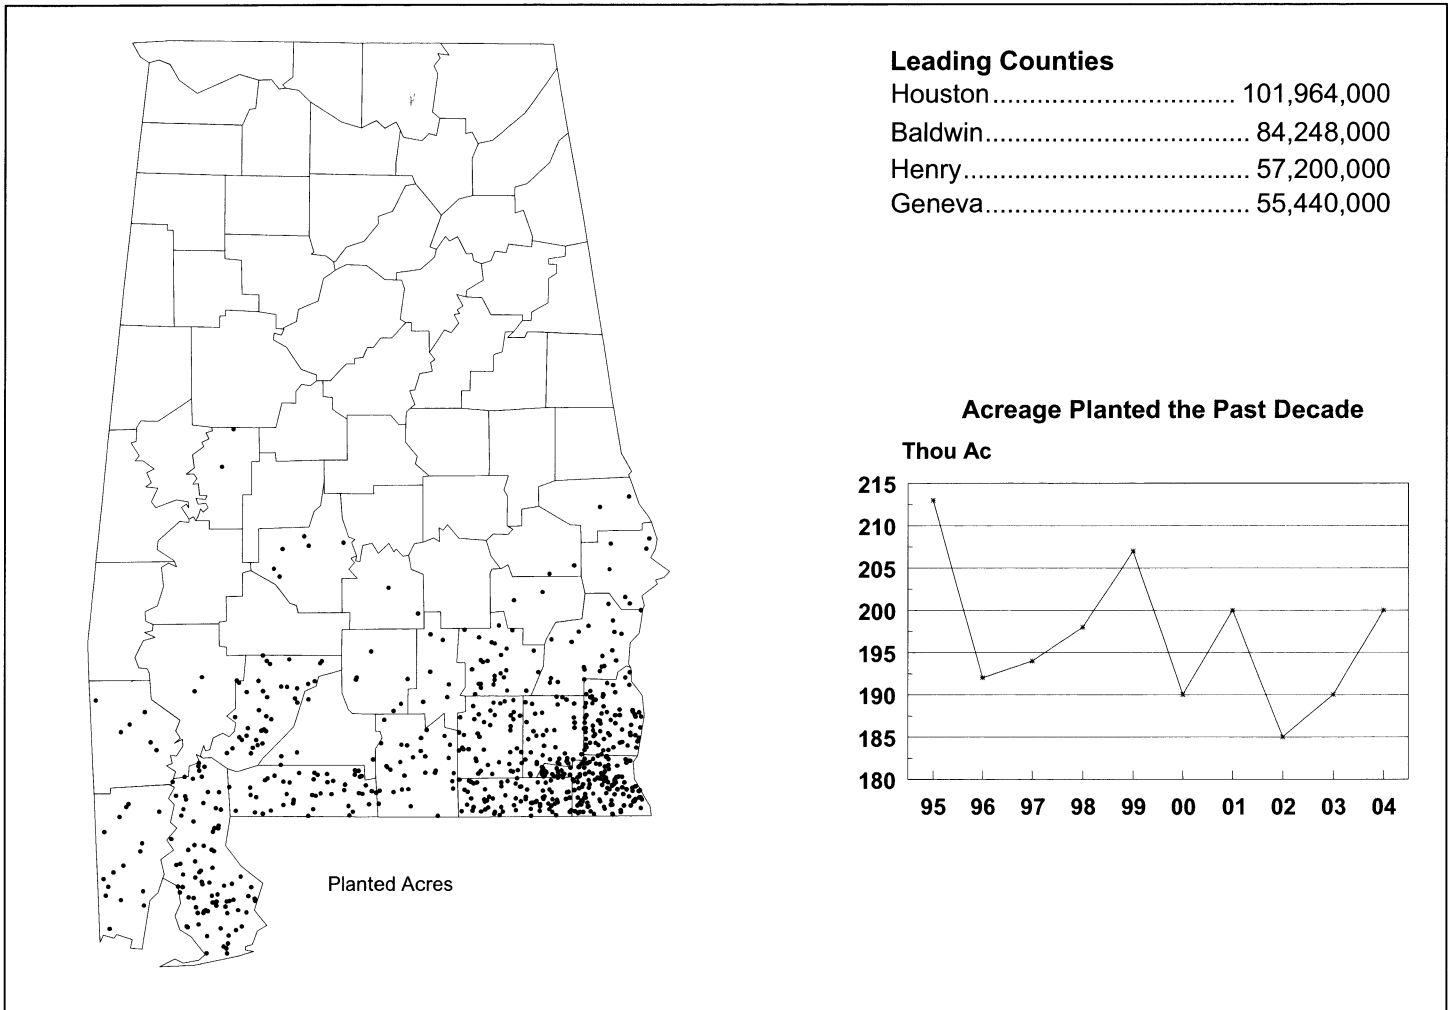 Leading Counties
Houston................................. 101,964,000
Baldwin.................................... 84,248,000
Henry....................................... 57,200,000
Geneva.................................... 55,440,000
Acreage Planted the Past Decade
Thou Ac
215
210
205
200
195
190
185
180
95 96 97 98 99 00 01 02 03 04
Planted Acres